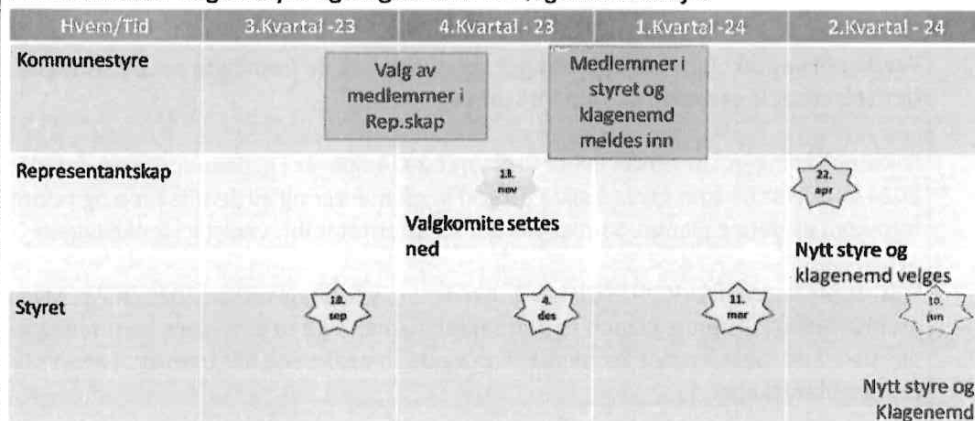 Hvem/Tid 3.Kvartal -23 4.Kvartal - 23 1.Kvartal-24 2.Kvartal - 24
Kommunestyre
Valg av
medlemmer i
Rep.skap
Medlemmer i
styret og
klagenemd
meldes inn
Representantskap
13.
nov
22.
apr
Valgkomite settes
ned
Nytt styre og
klagenemd velges
Styret
18.
sep
4.
des
11.
mar
10.
jun
Nytt styre og
Klagenemd